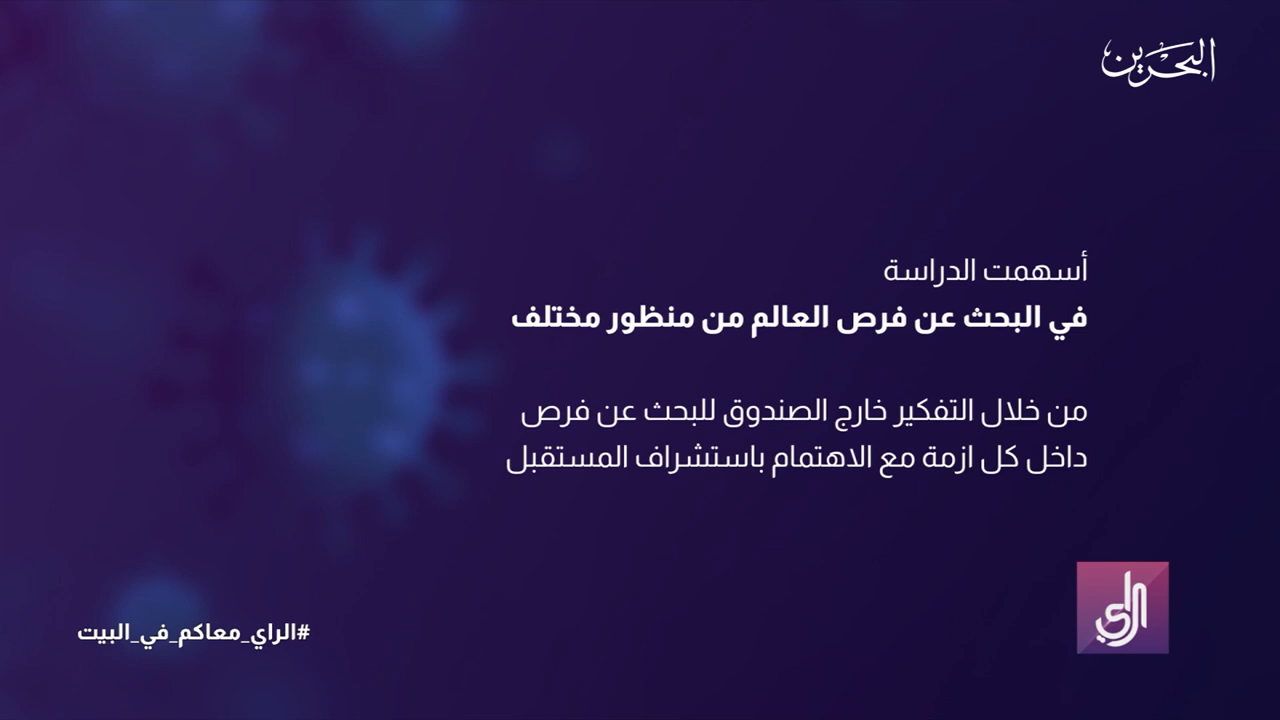 البحرين
أسهمت الدراسة
في البحث عن فرص العالم من منظور مختلف
من خلال التفكير خارج الصندوق للبحث عن فرص
داخل كل ازمة مع الاهتمام باستشراف المستقبل
الراي
#الراي_معاكم_في_البيت